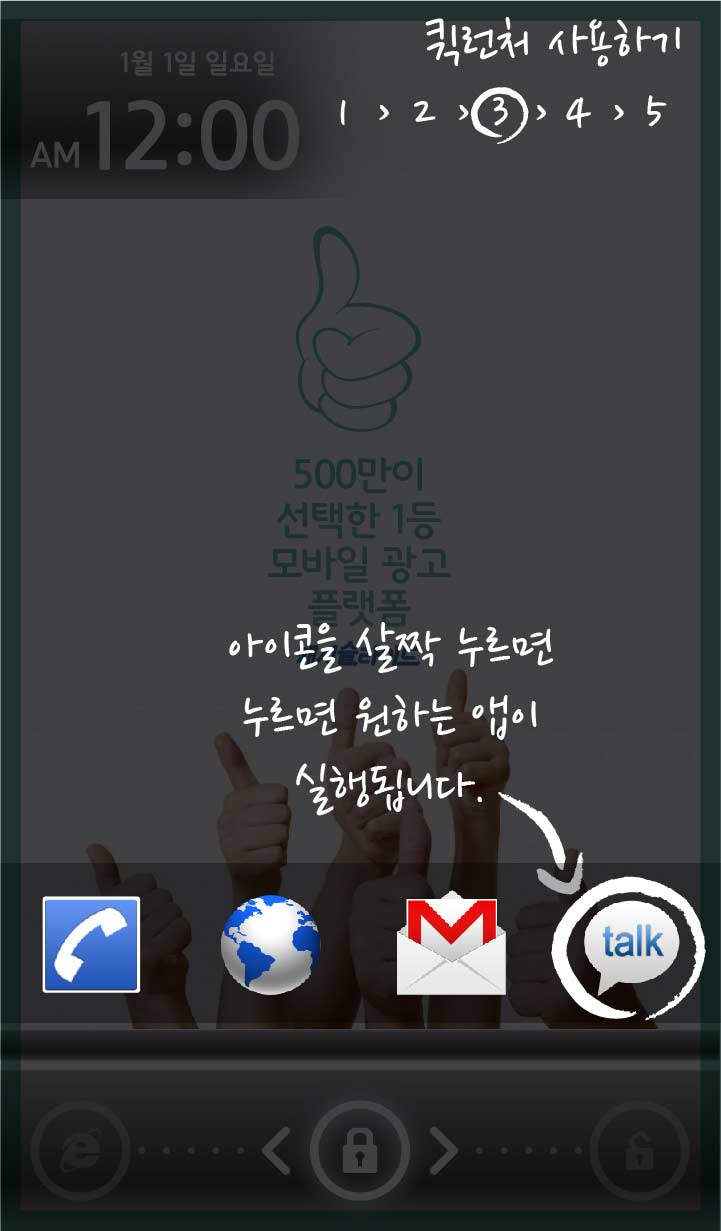 퀵런처 사용하기
1 > 2 > 3 > 4 > 5
1월 1일 일요일
AM 12:00
500만이
선택한 1등
모바일 광고
플랫폼
아이콘을 살짝 누르면
누르면 원하는 앱이
실행됩니다.
talk